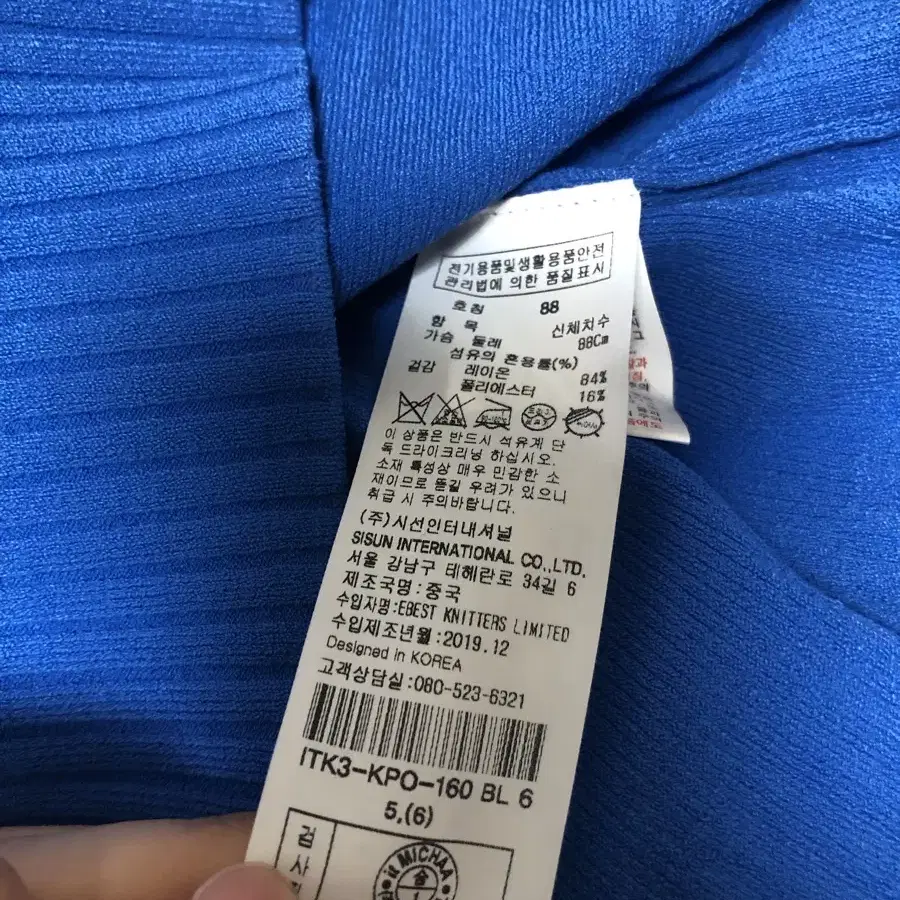 전기용품및생활용품안전
관리법에 의한 품질표시
호칭 88
항 목 신체치수
가슴 둘레 88Cm
섬유의 혼용률(%)
겉감 레이온 84%
폴리에스터 16%
이 상품은 반드시 석유계 단
독 드라이크리닝 하십시오.
소재 특성상 매우 민감한 소
재이므로 뜯길 우려가 있으니
취급 시 주의바랍니다.
(주)시선인터내셔널
SISUN INTERNATIONAL CO.,LTD.
서울 강남구 테헤란로 34길 6
제조국명:중국
수입자명:EBEST KNITTERS LIMITED
수입제조년월:2019.12
Designed in KOREA
고객상담실:080-523-6321
ITK3-KPO-160 BL 6
5,(6)
검
사
it MICHAA